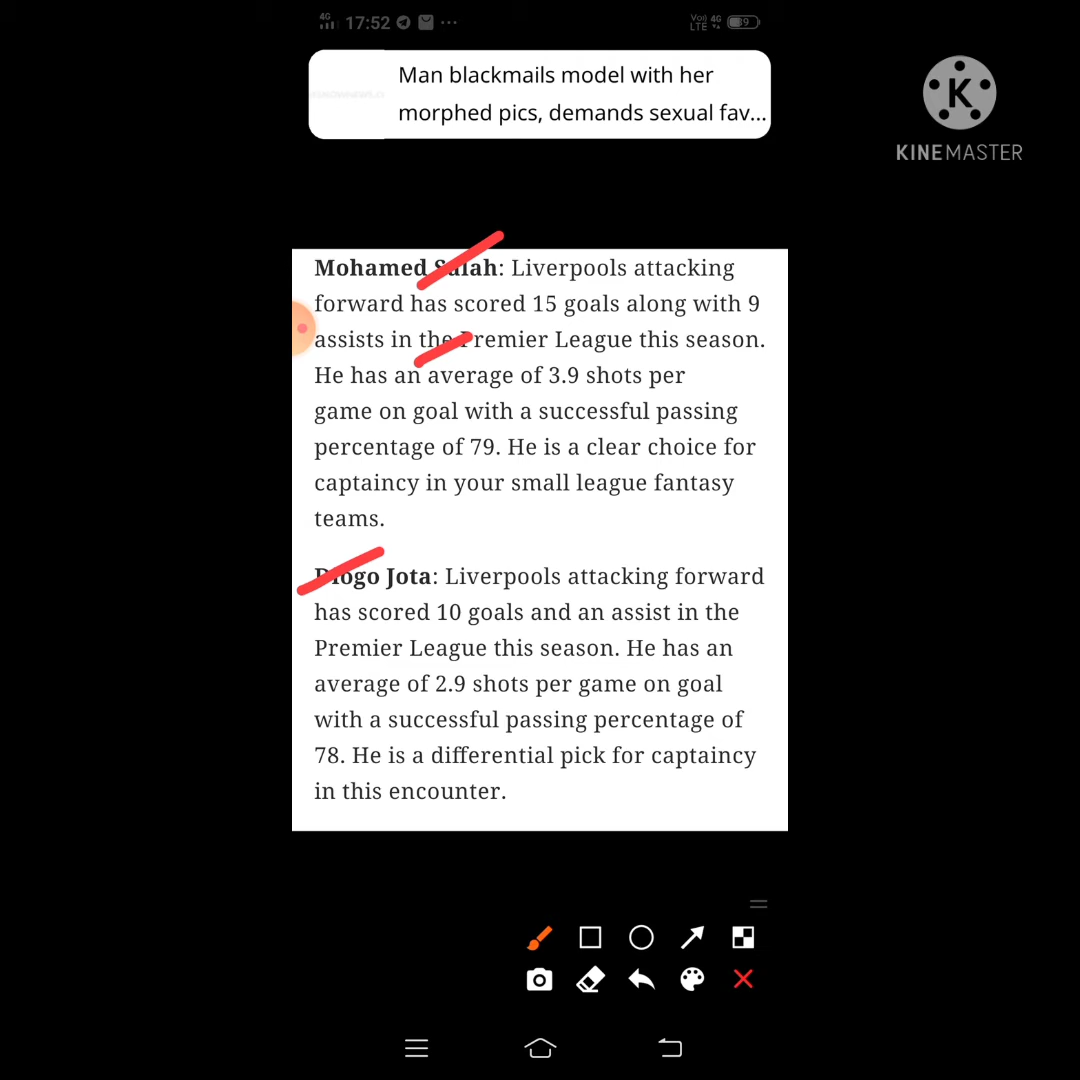 4G 17:52 ... Vo) LTE 4G 39
Man blackmails model with her
morphed pics, demands sexual fav...
K
KINEMASTER
Mohamed Salah: Liverpools attacking
forward has scored 15 goals along with 9
assists in the Premier League this season.
He has an average of 3.9 shots per
game on goal with a successful passing
percentage of 79. He is a clear choice for
captaincy in your small league fantasy
teams.
Diogo Jota: Liverpools attacking forward
has scored 10 goals and an assist in the
Premier League this season. He has an
average of 2.9 shots per game on goal
with a successful passing percentage of
78. He is a differential pick for captaincy
in this encounter.